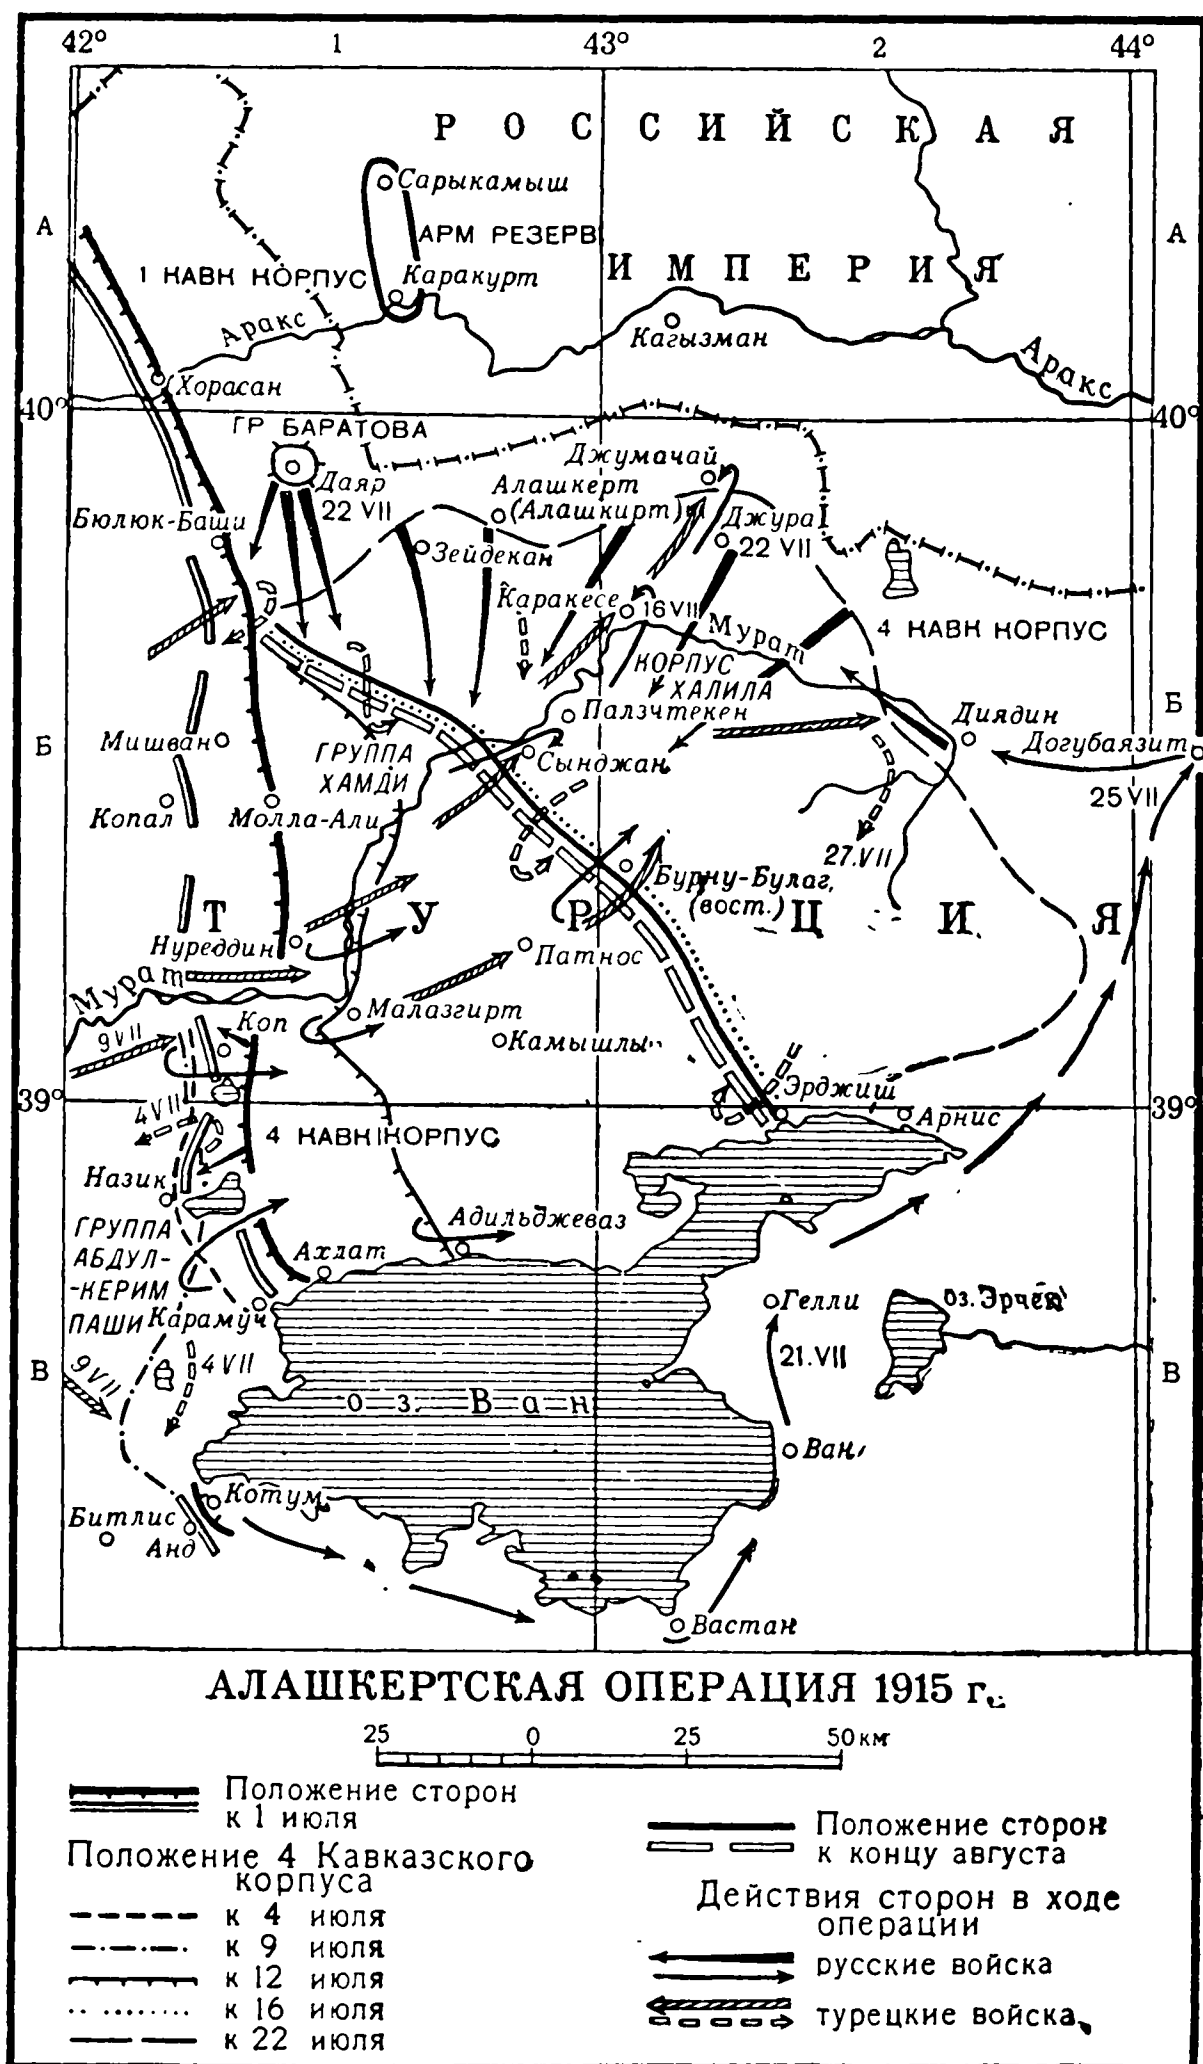 42° 1 43° 2 44°
РОССИЙСКАЯ
Сарыкамыш
А
АРМ РЕЗЕРВ
А
ИМПЕРИЯ
1 КАВК КОРПУС
Каракурт
Аракс
Кагызман
Аракс
Хорасан
40°
40°
ГР БАРАТОВА
Джумачай
Даяр
22 VII
Алашкерт
(Алашкирт)
Бюлюк-Баши
Джура
22 VII
Зейдекан
Каракесе
16 VII
Мурат
4 КАВК КОРПУС
КОРПУС
ХАЛИЛА
Палзчтекен
Диядин
Б
Мишван
Б
ГРУППА
ХАМДИ
Сынджан
Догубаязит
25 VII
Копал
Молла-Али
27.VII
Бурну-Булаг,
(вост.)
ТУРЦИЯ
Нуреддин
Патнос
Мурат
Малазгирт
Коп
9 VII
Камышлы
39°
Эрджиш
39°
4 VII
Арнис
4 КАВК КОРПУС
Назик
ГРУППА
АБДУЛ-
-КЕРИМ
ПАШИ
Адильджеваз
Ахлат
Карамуч
Гелли
оз. Эрчек
4 VII
21.VII
9 VII
В
В
оз. Ван
Ван
Котум
Битлис
Анд
Вастан
АЛАШКЕРТСКАЯ ОПЕРАЦИЯ 1915 г.
25 0 25 50 км
Положение сторон
к 1 июля
Положение 4 Кавказского
корпуса
к 4 июля
к 9 июля
к 12 июля
к 16 июля
к 22 июля
Положение сторон
к концу августа
Действия сторон в ходе
операции
русские войска
турецкие войска